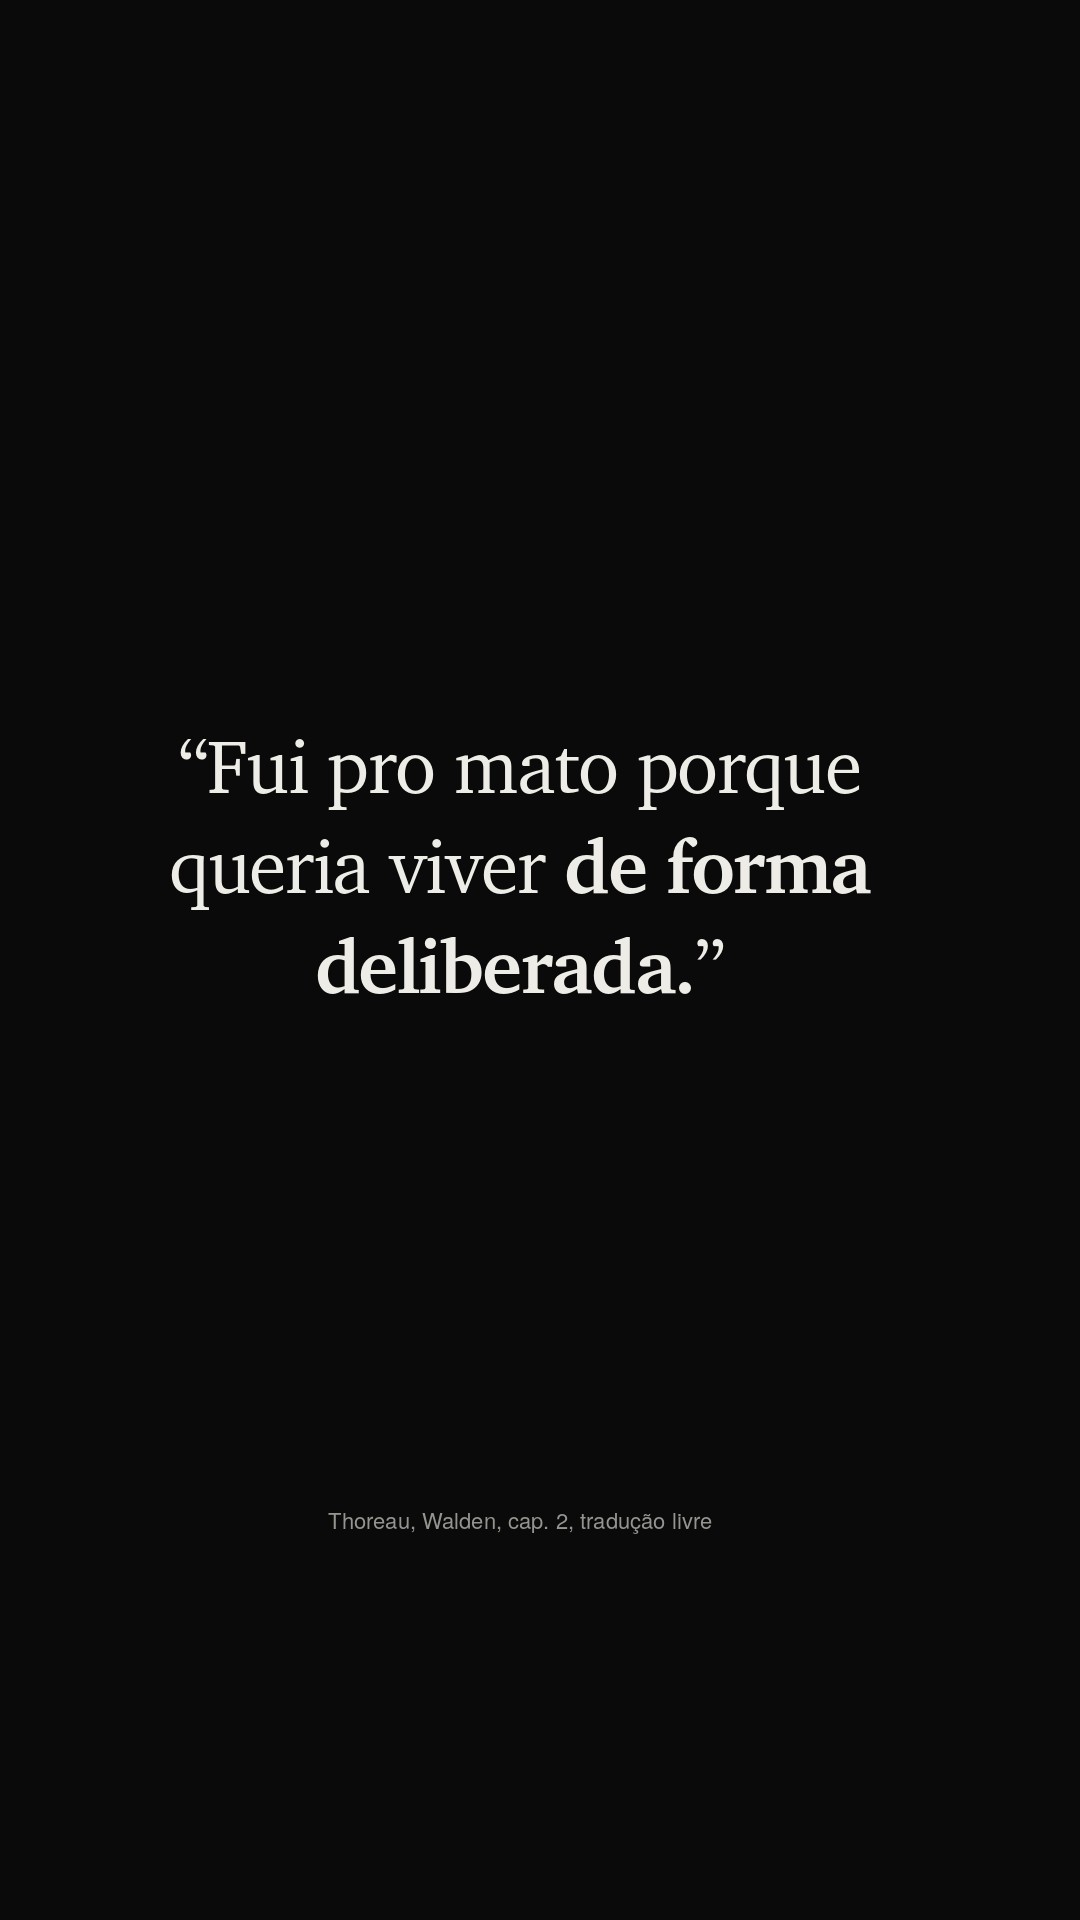 “Fui pro mato porque
queria viver de forma
deliberada.”
Thoreau, Walden, cap. 2, tradução livre